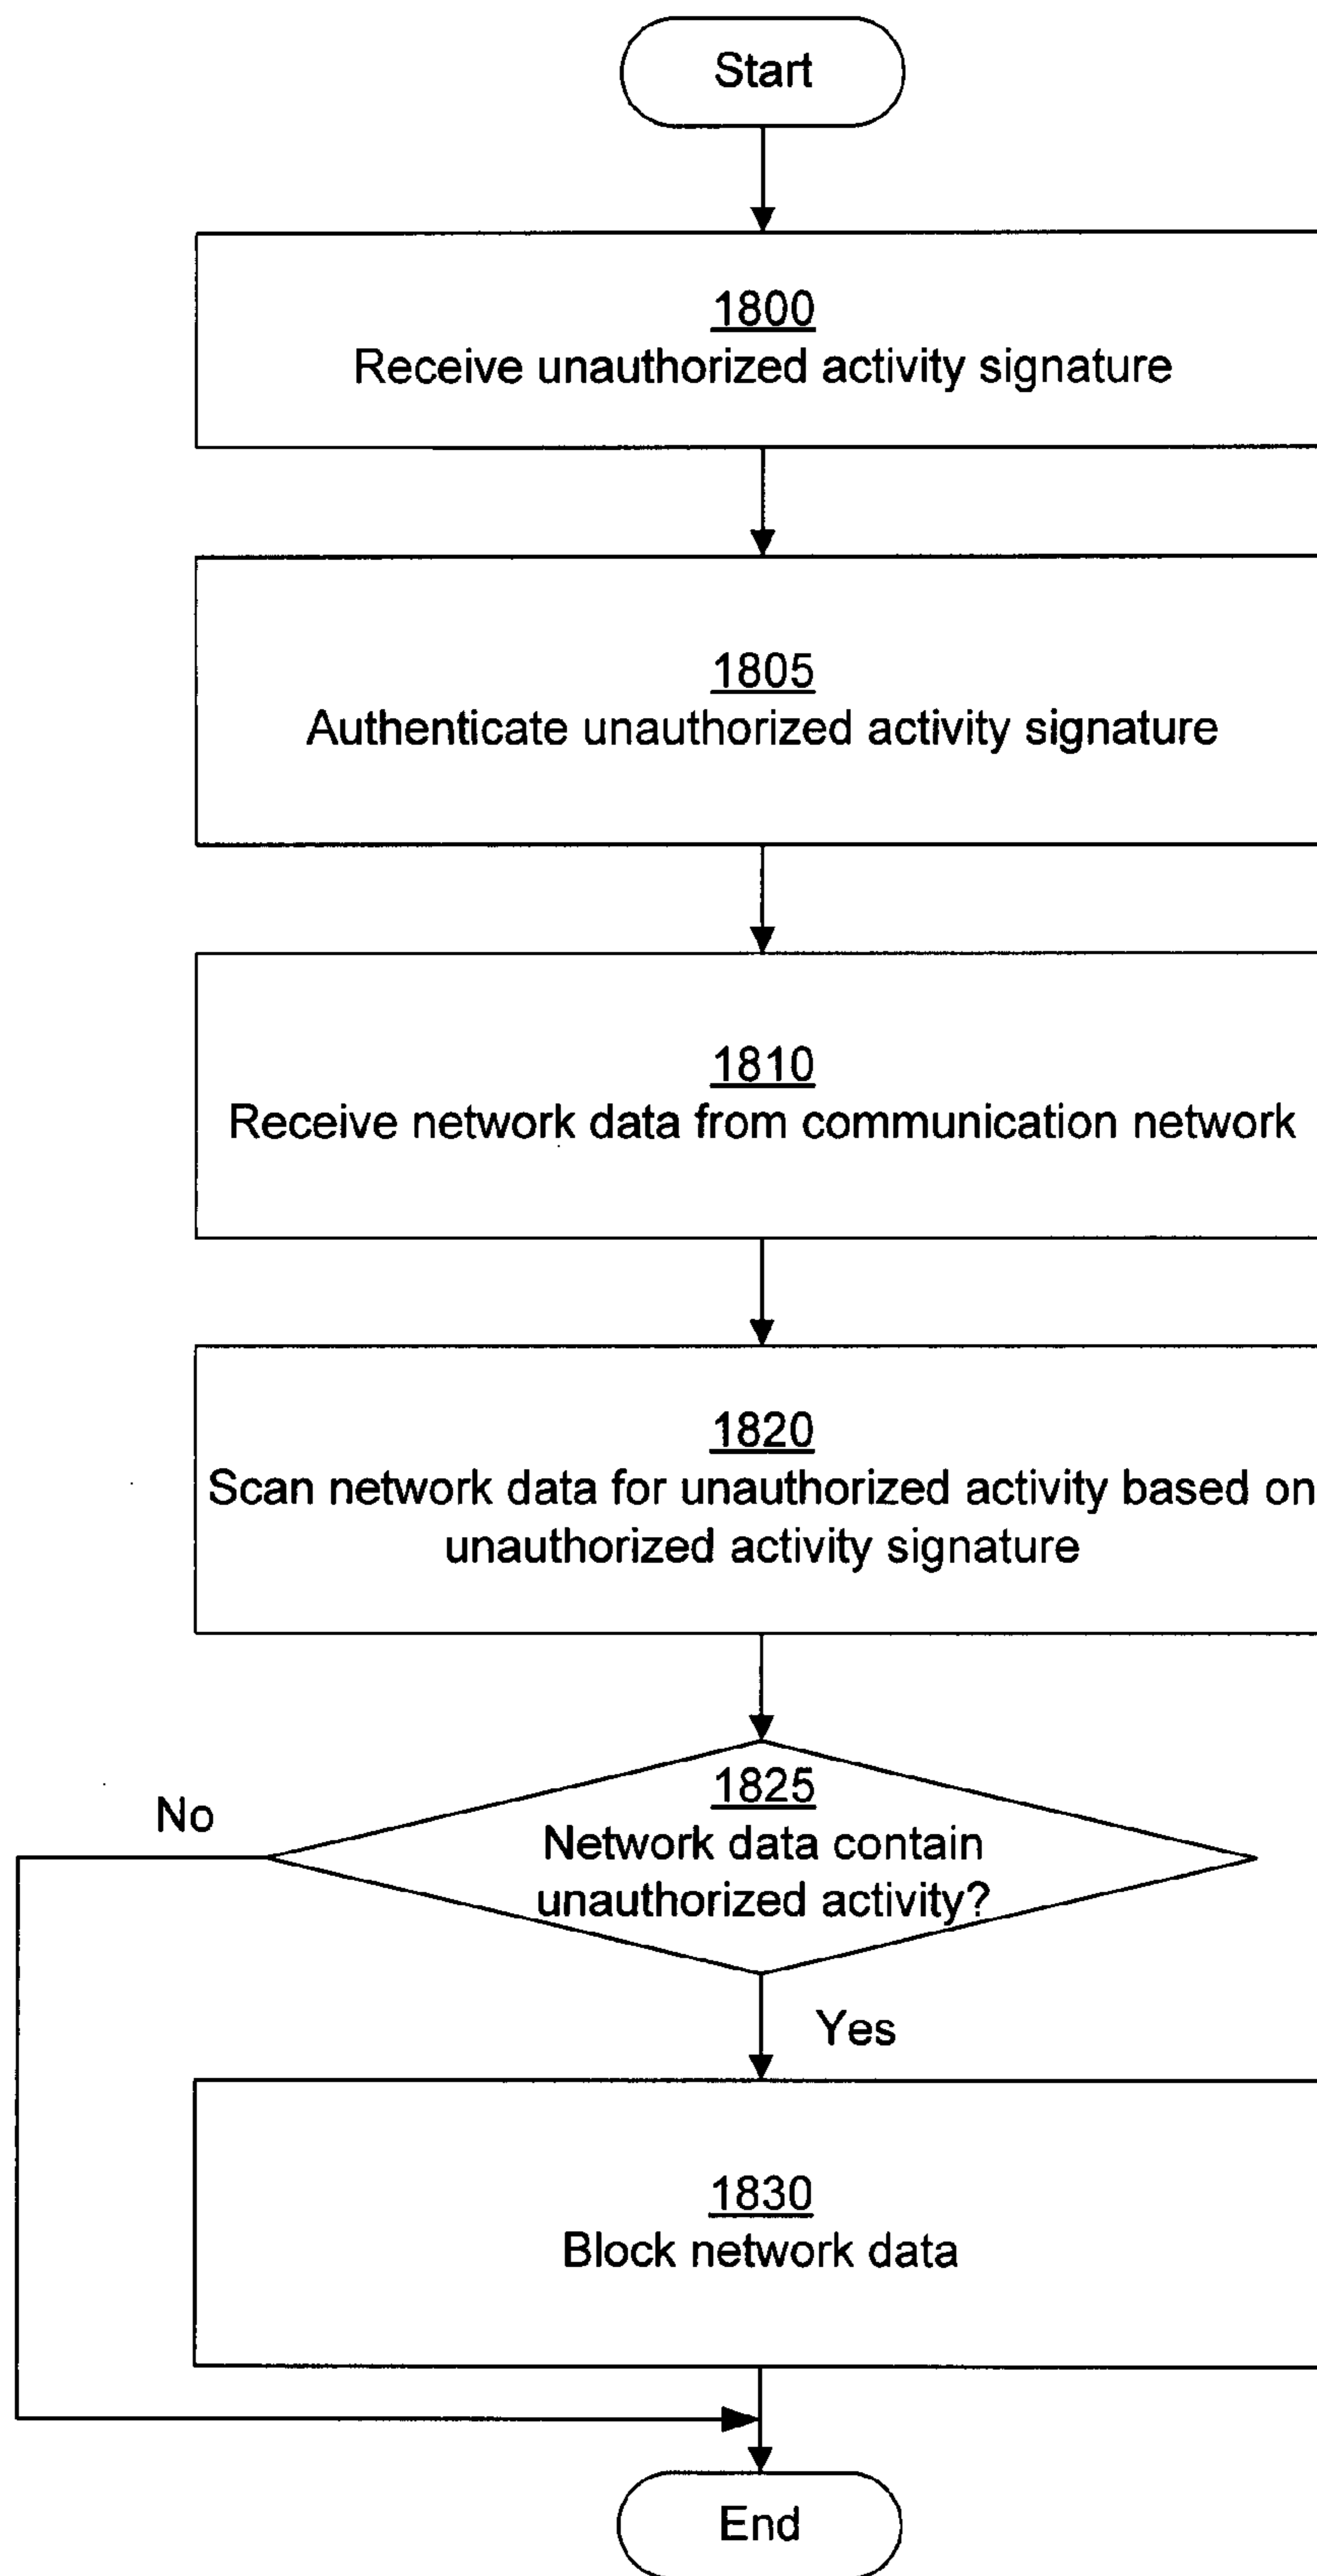 Start
1800
Receive unauthorized activity signature
1805
Authenticate unauthorized activity signature
1810
Receive network data from communication network
1820
Scan network data for unauthorized activity based on
unauthorized activity signature
1825
Network data contain
unauthorized activity?
No
Yes
1830
Block network data
End